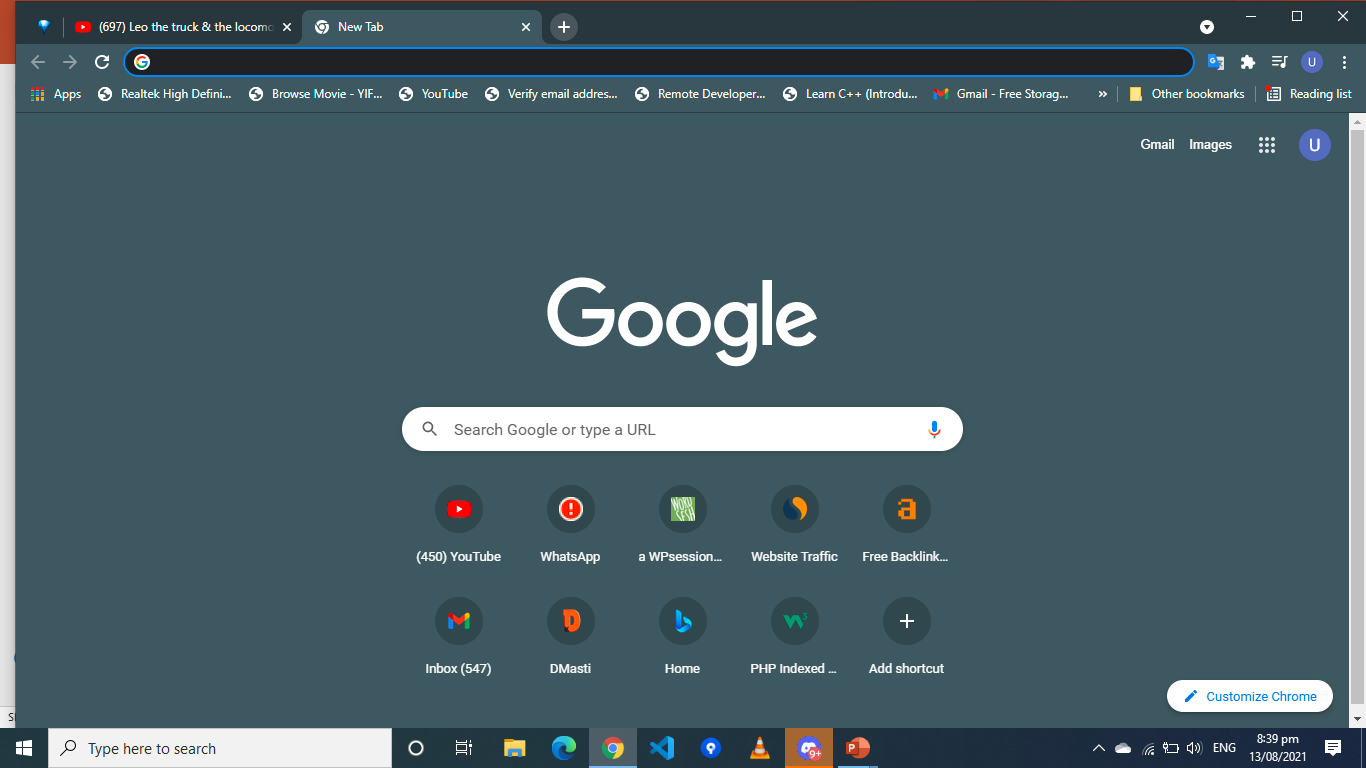 (697) Leo the truck & the locomo
New Tab
G
U
Apps
Realtek High Defini...
Browse Movie - YIF...
YouTube
Verify email addres...
Remote Developer...
Learn C++ (Introdu...
Gmail - Free Storag...
»
Other bookmarks
Reading list
Gmail Images
U
Google
Search Google or type a URL
(450) YouTube
WhatsApp
a WPsession...
Website Traffic
Free Backlink...
Inbox (547)
DMasti
Home
PHP Indexed ...
Add shortcut
Customize Chrome
Type here to search
9+
P
ENG
8:39 pm
13/08/2021